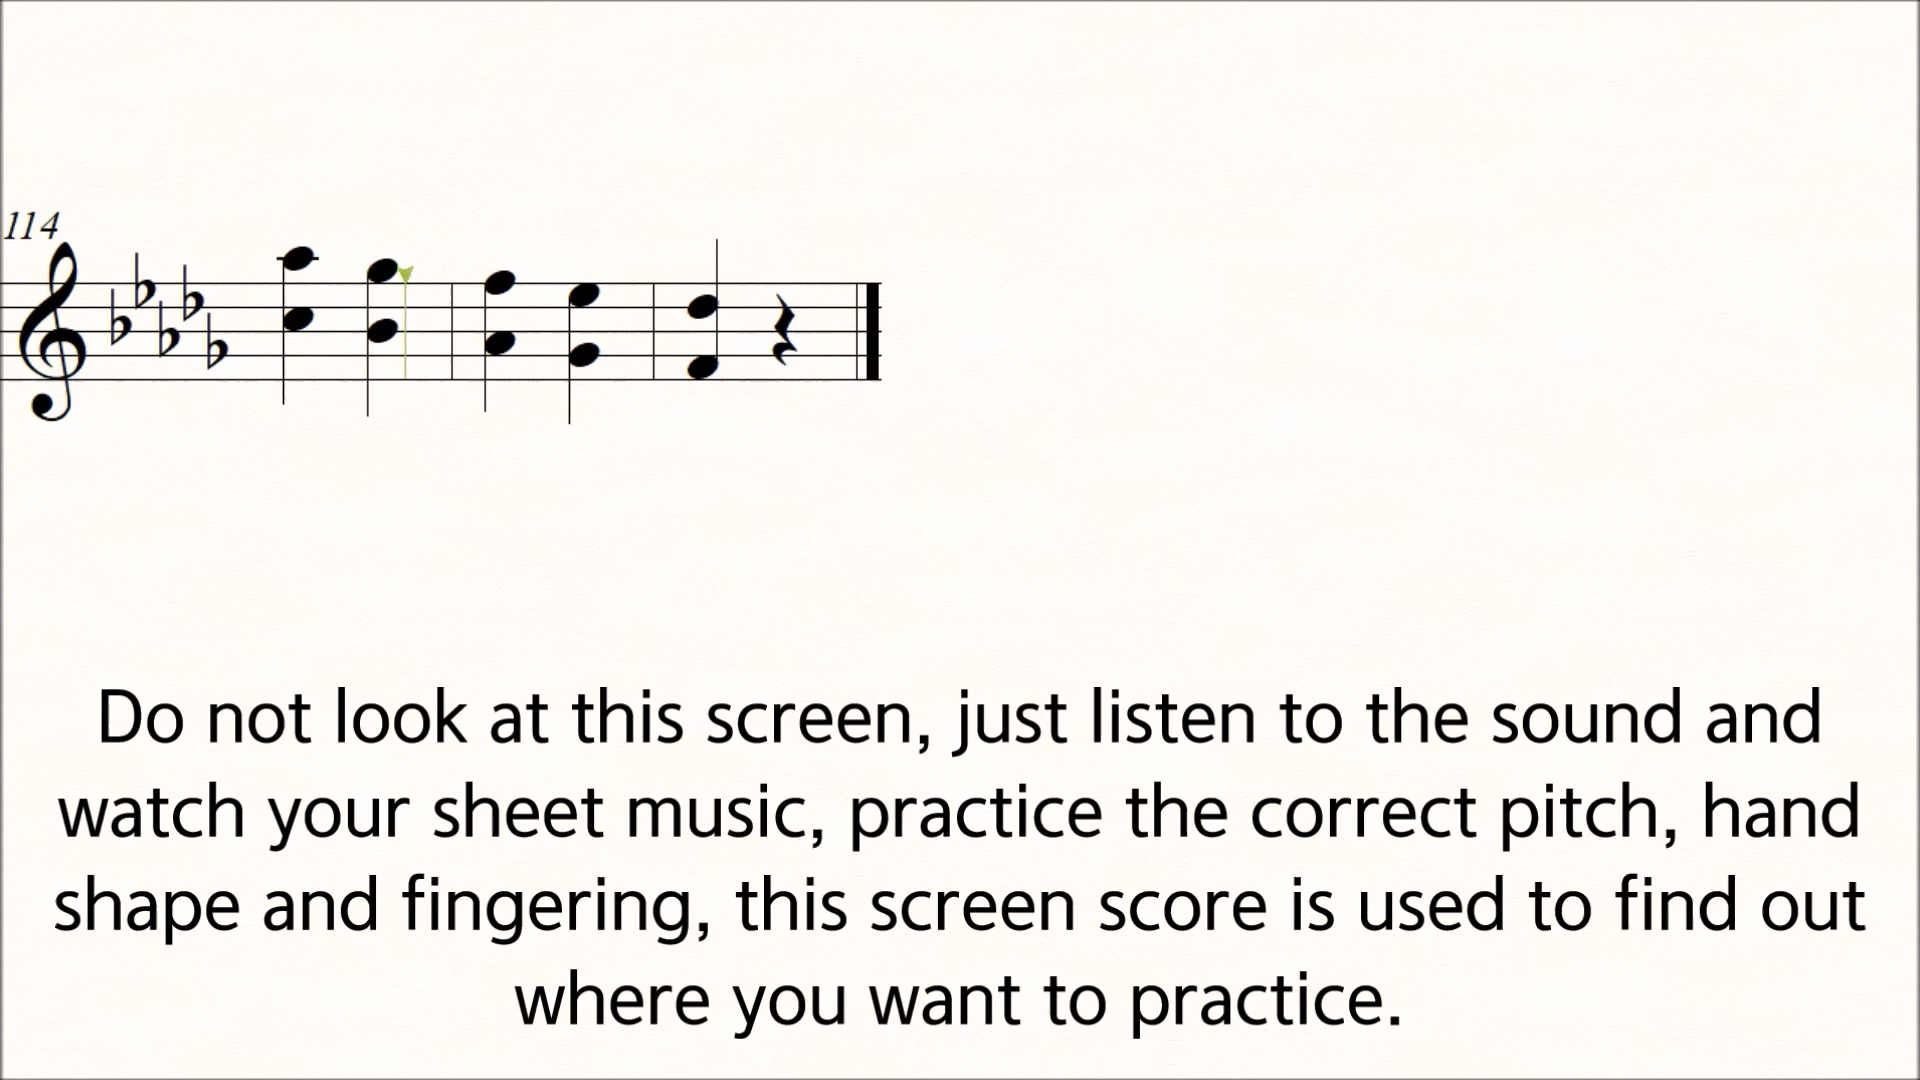 114
Do not look at this screen, just listen to the sound and
watch your sheet music, practice the correct pitch, hand
shape and fingering, this screen score is used to find out
where you want to practice.